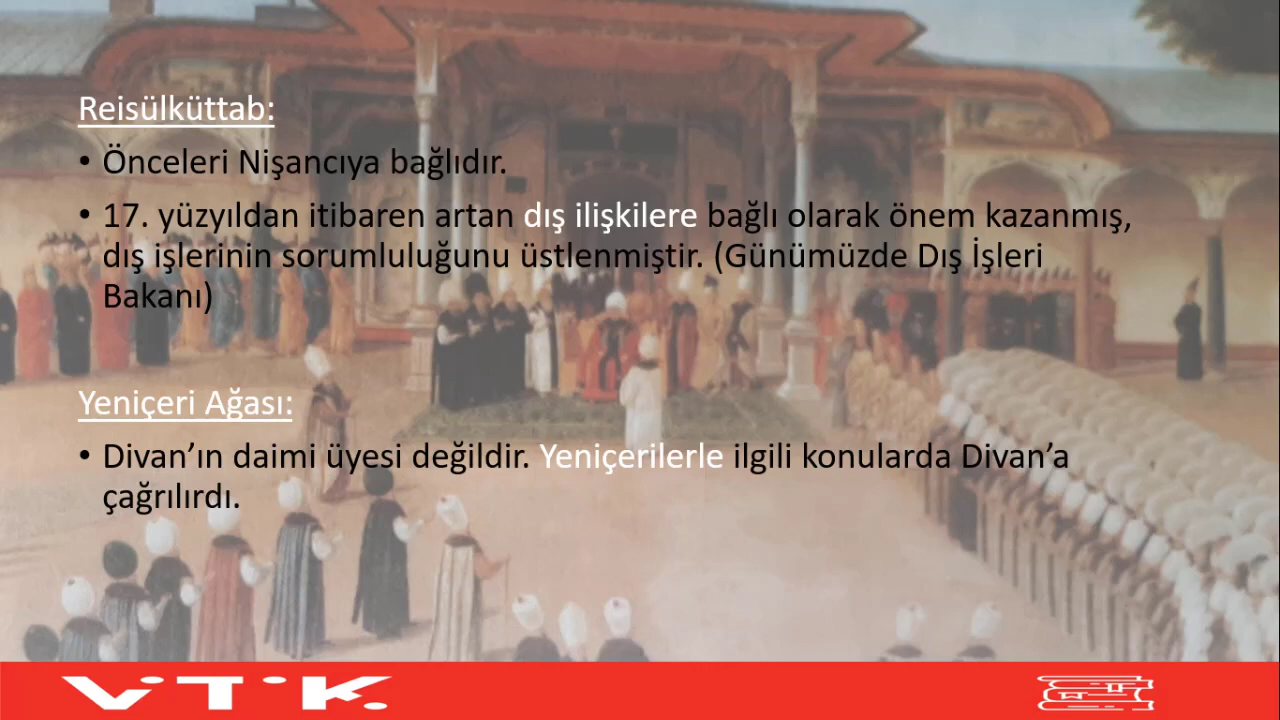 Reisülküttab:
• Önceleri Nişancıya bağlıdır.
• 17. yüzyıldan itibaren artan dış ilişkilere bağlı olarak önem kazanmış,
dış işlerinin sorumluluğunu üstlenmiştir. (Günümüzde Dış İşleri
Bakanı)
Yeniçeri Ağası:
• Divan’ın daimi üyesi değildir. Yeniçerilerle ilgili konularda Divan’a
çağrılırdı.
VTK